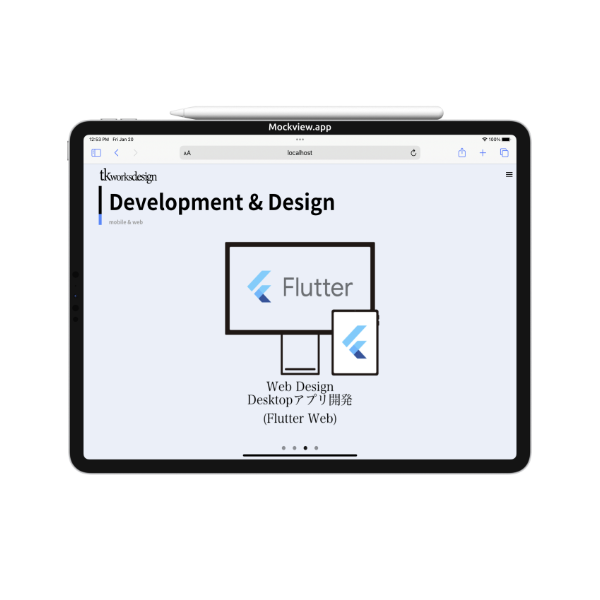 Mockview.app
12:53 PM Fri Jan 20
100%
AA
localhost
tkworksdesign
Development & Design
mobile & web
Flutter
Web Design
Desktopアプリ開発
(Flutter Web)